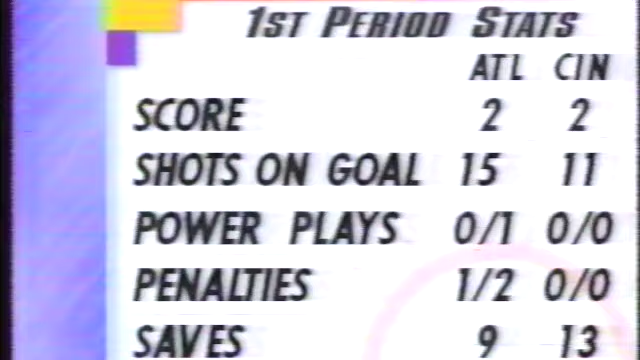 1ST PERIOD STATS
ATL CIN
SCORE 2 2
SHOTS ON GOAL 15 11
POWER PLAYS 0/1 0/0
PENALTIES 1/2 0/0
SAVES 9 13